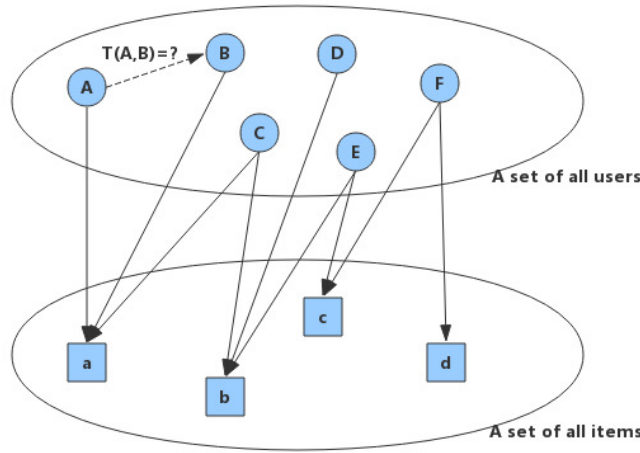 T(A,B)=?
B
D
A
F
C
E
A set of all users
c
a
d
b
A set of all items